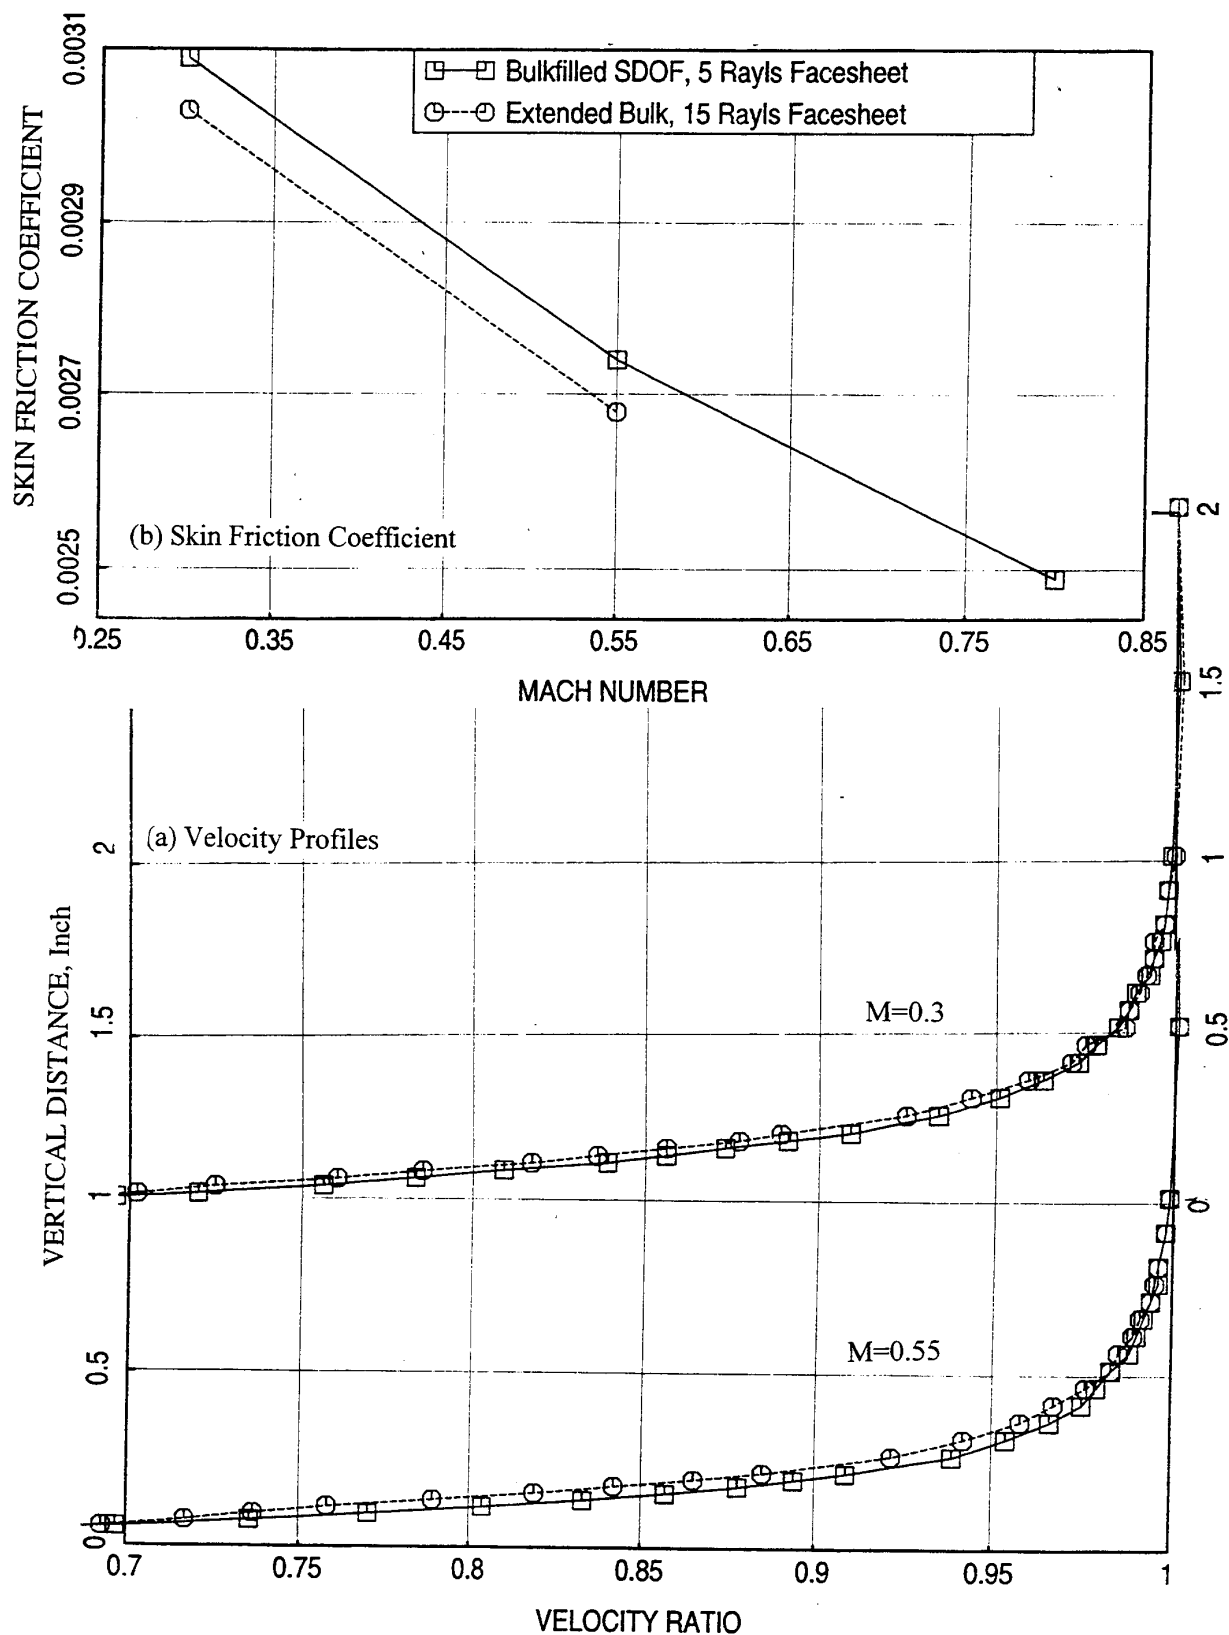 SKIN FRICTION COEFFICIENT
0.0031
0.0029
0.0027
0.0025
Bulkfilled SDOF, 5 Rayls Facesheet
Extended Bulk, 15 Rayls Facesheet
(b) Skin Friction Coefficient
0.25 0.35 0.45 0.55 0.65 0.75 0.85
MACH NUMBER
VERTICAL DISTANCE, Inch
2
1.5
1
0.5
0
(a) Velocity Profiles
M=0.3
M=0.55
2
1.5
1
0.5
0
0.7 0.75 0.8 0.85 0.9 0.95 1
VELOCITY RATIO